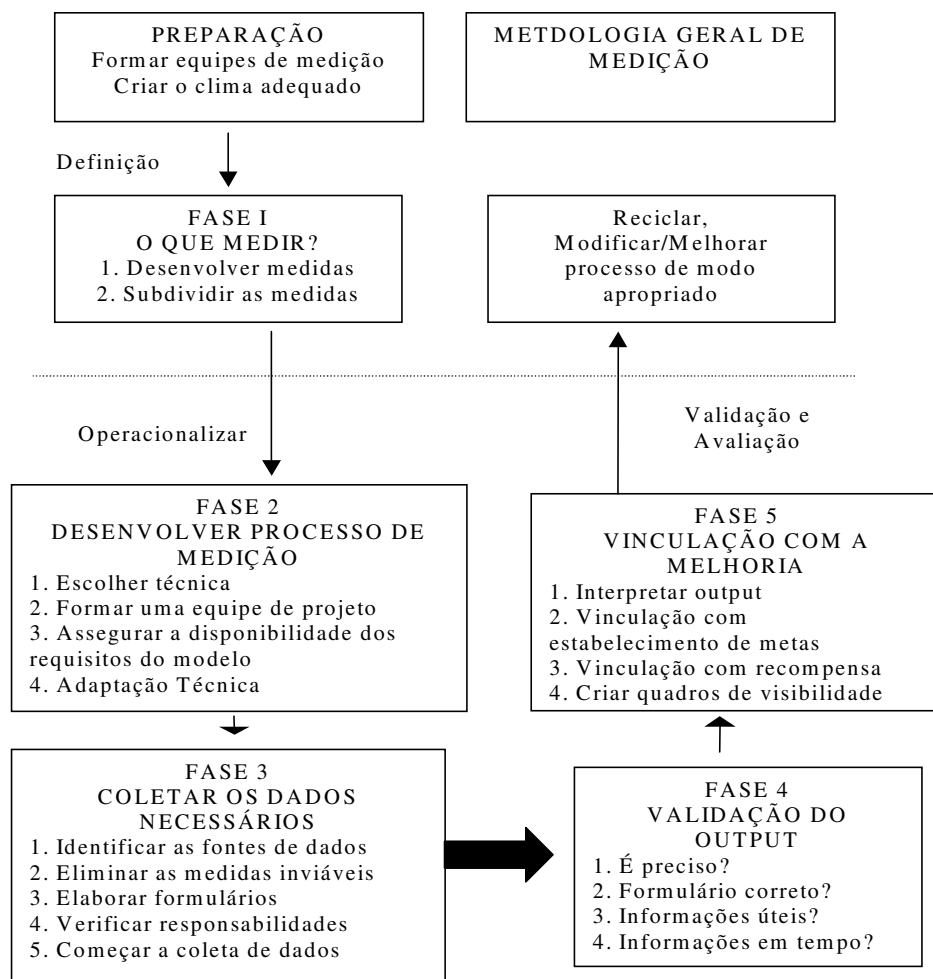 PREPARAÇÃO
Formar equipes de medição
Criar o clima adequado
METDOLOGIA GERAL DE
MEDIÇÃO
Definição
FASE I
O QUE MEDIR?
1. Desenvolver medidas
2. Subdividir as medidas
Reciclar,
Modificar/Melhorar
processo de modo
apropriado
Operacionalizar
Validação e
Avaliação
FASE 2
DESENVOLVER PROCESSO DE
MEDIÇÃO
1. Escolher técnica
2. Formar uma equipe de projeto
3. Assegurar a disponibilidade dos
requisitos do modelo
4. Adaptação Técnica
FASE 5
VINCULAÇÃO COM A
MELHORIA
1. Interpretar output
2. Vinculação com
estabelecimento de metas
3. Vinculação com recompensa
4. Criar quadros de visibilidade
FASE 3
COLETAR OS DADOS
NECESSÁRIOS
1. Identificar as fontes de dados
2. Eliminar as medidas inviáveis
3. Elaborar formulários
4. Verificar responsabilidades
5. Começar a coleta de dados
FASE 4
VALIDAÇÃO DO
OUTPUT
1. É preciso?
2. Formulário correto?
3. Informações úteis?
4. Informações em tempo?